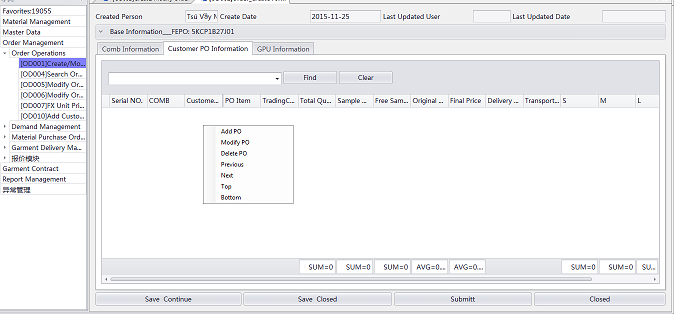 Favorites:19055
Material Management
Master Data
Order Management
Order Operations
[OD001]Create/Mo...
[OD004]Search Or...
[OD005]Modify Or...
[OD006]Modify Or...
[OD007]FX Unit Pri...
[OD010]Add Custo...
Demand Management
Material Purchase Ord...
Garment Delivery Ma...
报价模块
Garment Contract
Report Management
异常管理
Created Person Tsú Vầy N Create Date 2015-11-25 Last Updated User Last Updated Date
Base Information___FEPO: 5KCP1B27J01
Comb Information Customer PO Information GPU Information
Find Clear
Serial NO. COMB Custome... PO Item TradingC... Total Qu... Sample ... Free Sam... Original ... Final Price Delivery ... Transport... S M L
Add PO
Modify PO
Delete PO
Previous
Next
Top
Bottom
SUM=0 SUM=0 SUM=0 AVG=0.... AVG=0.... SUM=0 SUM=0 SU...
Save Continue Save Closed Submitt Closed